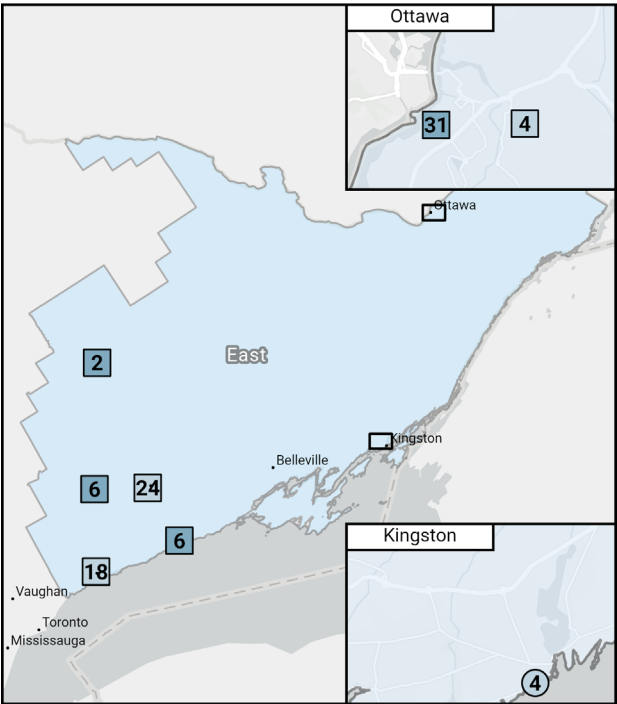 Ottawa
31
4
Ottawa
2
East
Kingston
Belleville
6
24
6
Kingston
18
Vaughan
Toronto
Mississauga
4